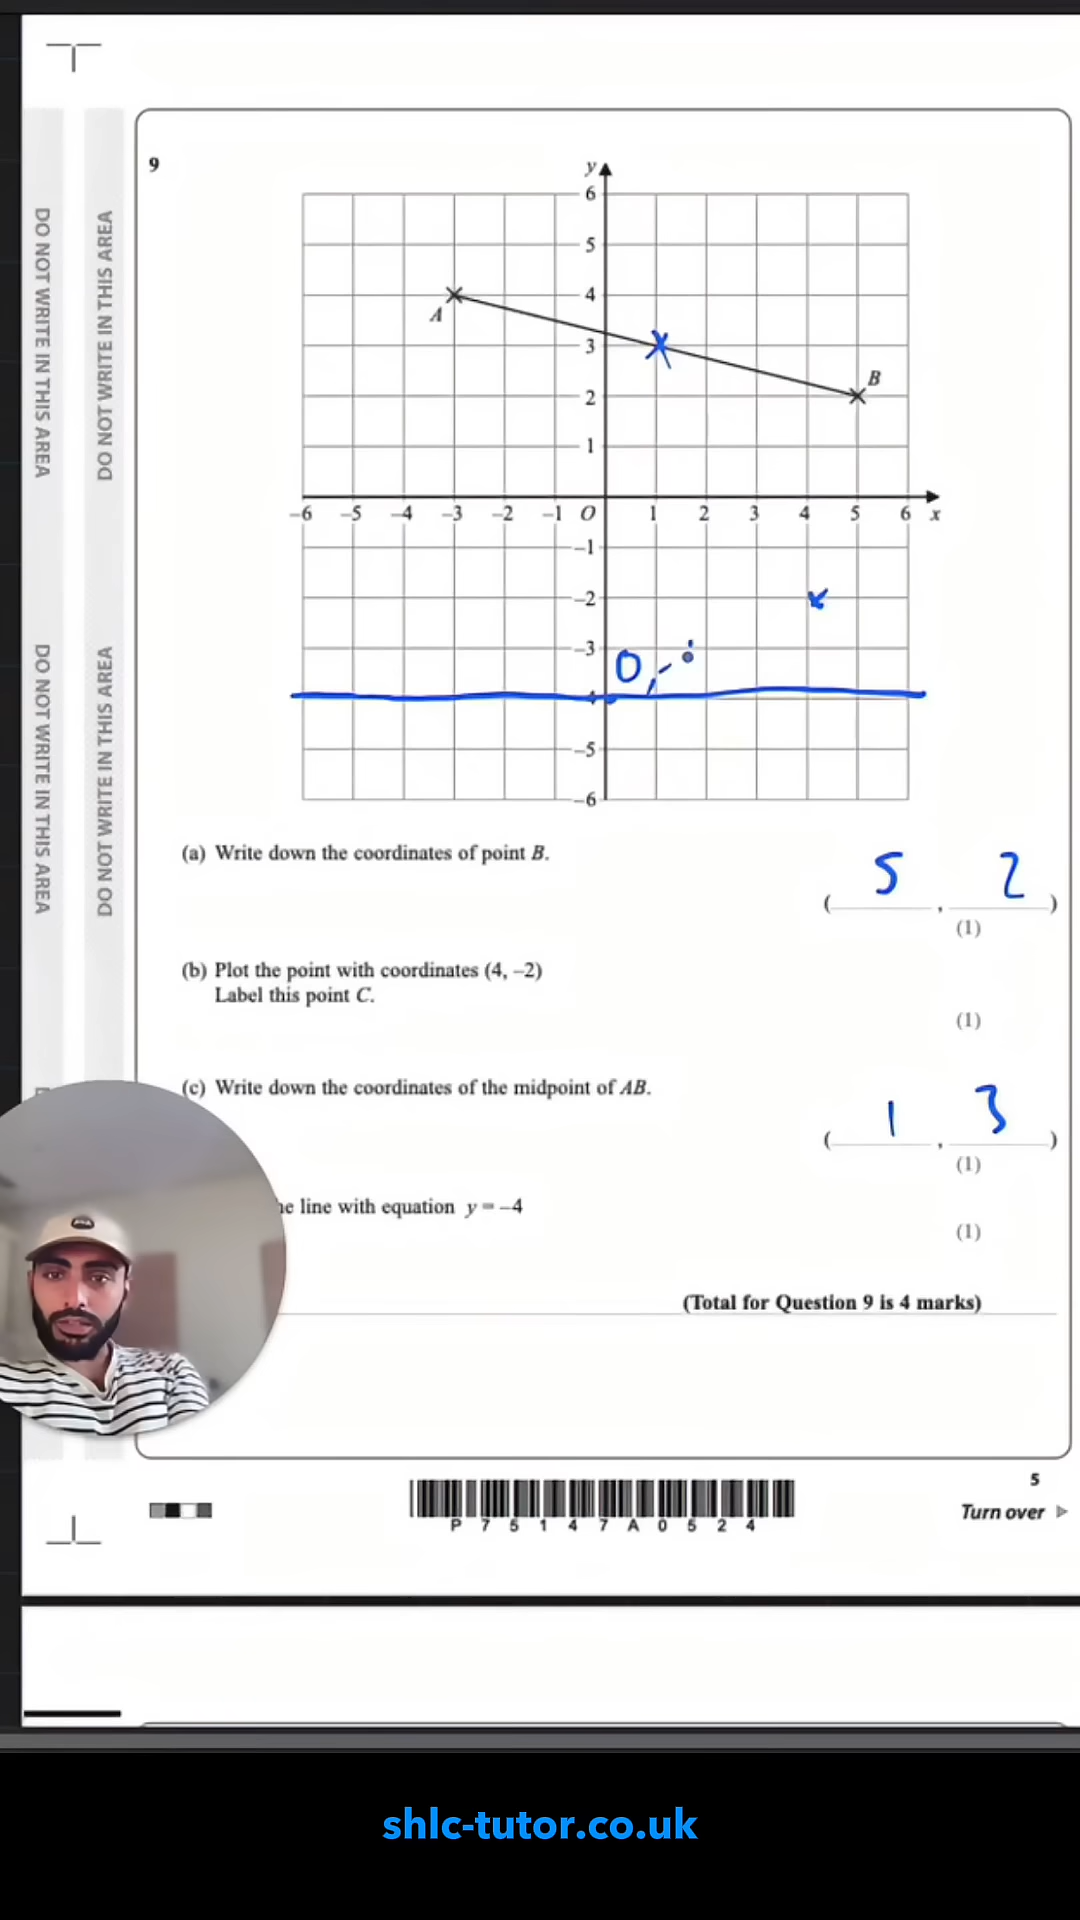 9
y
6
5
4
A
3
B
2
1
–6 –5 –4 –3 –2 –1 O 1 2 3 4 5 6 x
–1
–2
–3
0, -
4
–5
–6
DO NOT WRITE IN THIS AREA
DO NOT WRITE IN THIS AREA
DO NOT WRITE IN THIS AREA
DO NOT WRITE IN THIS AREA
(a) Write down the coordinates of point B.
( 5 , 2 )
(1)
(b) Plot the point with coordinates (4, –2)
Label this point C.
(1)
(c) Write down the coordinates of the midpoint of AB.
( 1 , 3 )
(1)
line with equation y = –4
(1)
(Total for Question 9 is 4 marks)
5
P 7 5 1 4 7 A 0 5 2 4
Turn over
shlc-tutor.co.uk